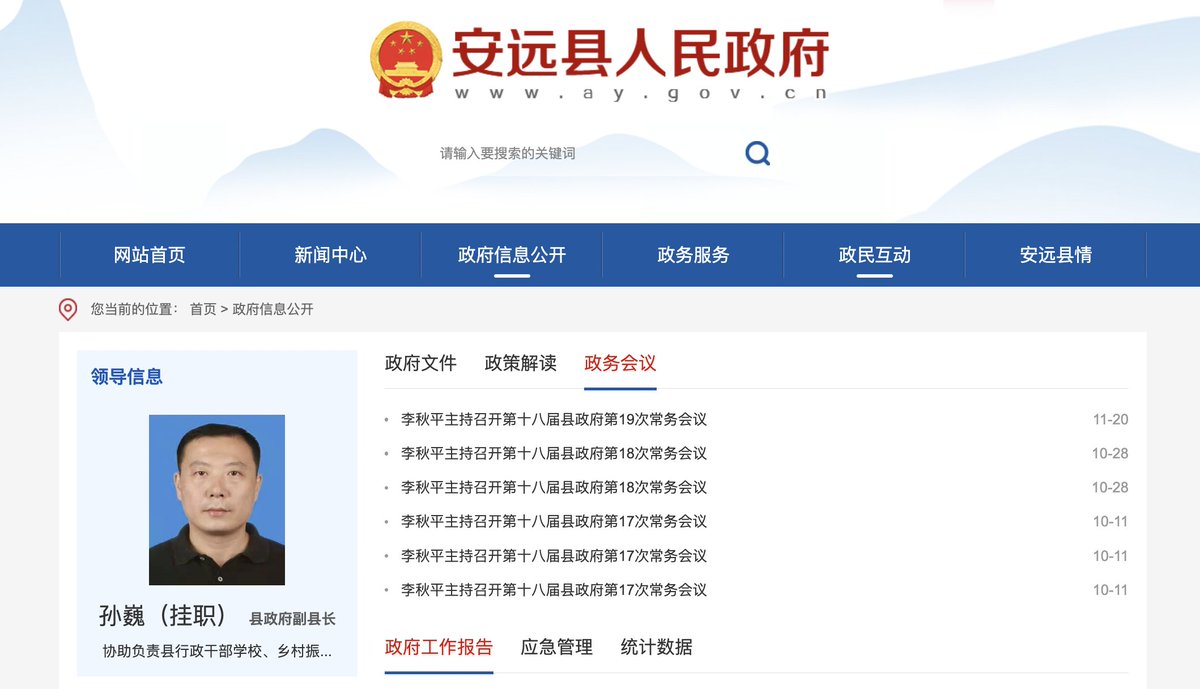 安远县人民政府
www.ay.gov.cn
请输入要搜索的关键词
网站首页 新闻中心 政府信息公开 政务服务 政民互动 安远县情
您当前的位置： 首页 > 政府信息公开
领导信息
孙巍（挂职） 县政府副县长
协助负责县行政干部学校、乡村振...
政府文件 政策解读 政务会议
李秋平主持召开第十八届县政府第19次常务会议 11-20
李秋平主持召开第十八届县政府第18次常务会议 10-28
李秋平主持召开第十八届县政府第18次常务会议 10-28
李秋平主持召开第十八届县政府第17次常务会议 10-11
李秋平主持召开第十八届县政府第17次常务会议 10-11
李秋平主持召开第十八届县政府第17次常务会议 10-11
政府工作报告 应急管理 统计数据